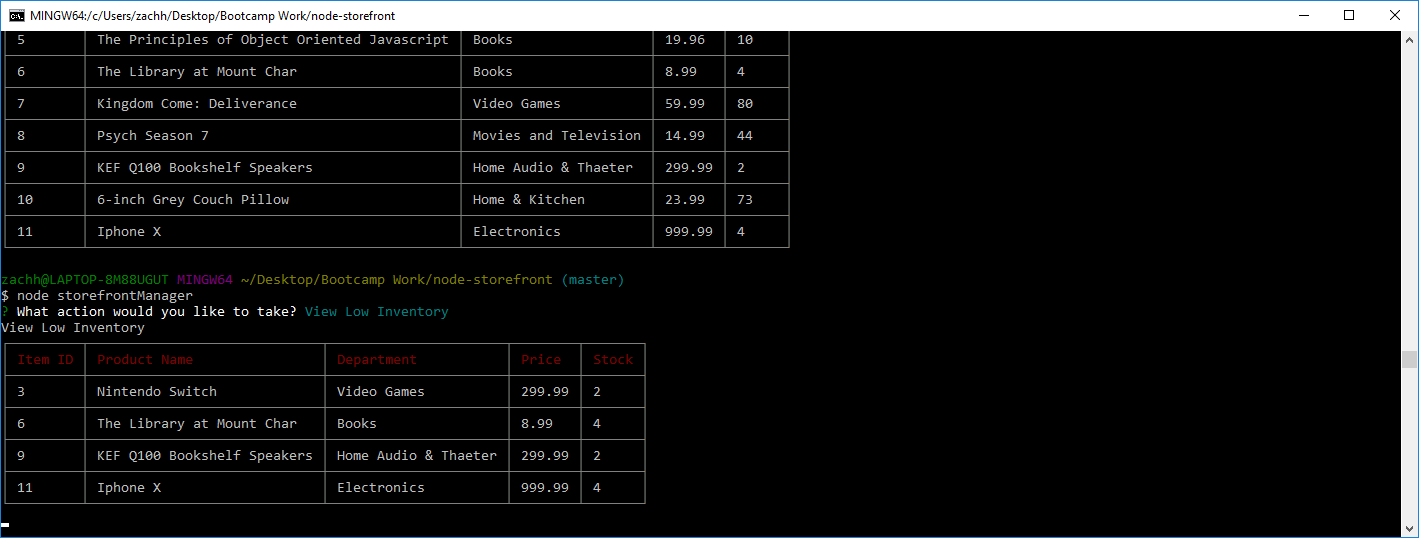 MINGW64:/c/Users/zachh/Desktop/Bootcamp Work/node-storefront
5 The Principles of Object Oriented Javascript Books 19.96 10
6 The Library at Mount Char Books 8.99 4
7 Kingdom Come: Deliverance Video Games 59.99 80
8 Psych Season 7 Movies and Television 14.99 44
9 KEF Q100 Bookshelf Speakers Home Audio & Thaeter 299.99 2
10 6-inch Grey Couch Pillow Home & Kitchen 23.99 73
11 Iphone X Electronics 999.99 4
zachh@LAPTOP-8M88UGUT MINGW64 ~/Desktop/Bootcamp Work/node-storefront (master)
$ node storefrontManager
? What action would you like to take? View Low Inventory
View Low Inventory
Item ID Product Name Department Price Stock
3 Nintendo Switch Video Games 299.99 2
6 The Library at Mount Char Books 8.99 4
9 KEF Q100 Bookshelf Speakers Home Audio & Thaeter 299.99 2
11 Iphone X Electronics 999.99 4